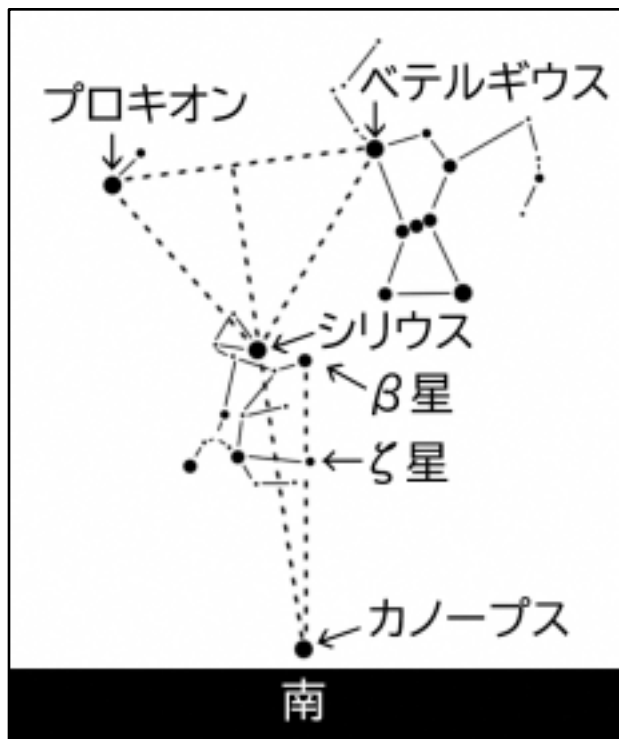 ベテルギウス
プロキオン
シリウス
β星
ζ星
カノープス
南